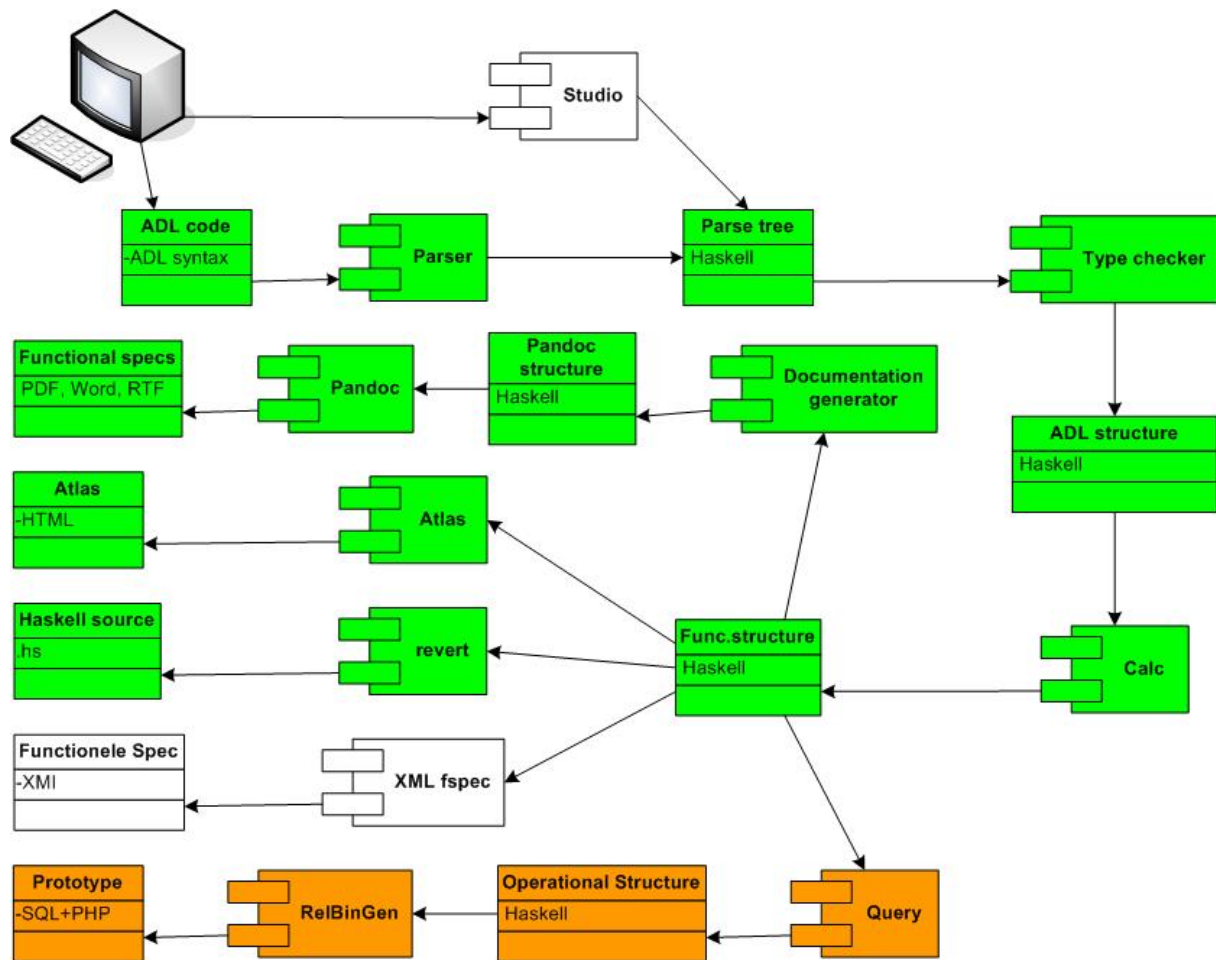 Studio
ADL code
-ADL syntax
Parser
Parse tree
Haskell
Type checker
Functional specs
PDF, Word, RTF
Pandoc
Pandoc
structure
Haskell
Documentation
generator
ADL structure
Haskell
Atlas
-HTML
Atlas
Haskell source
.hs
revert
Func.structure
Haskell
Calc
Functionele Spec
-XMI
XML fspec
Prototype
-SQL+PHP
RelBinGen
Operational Structure
Haskell
Query